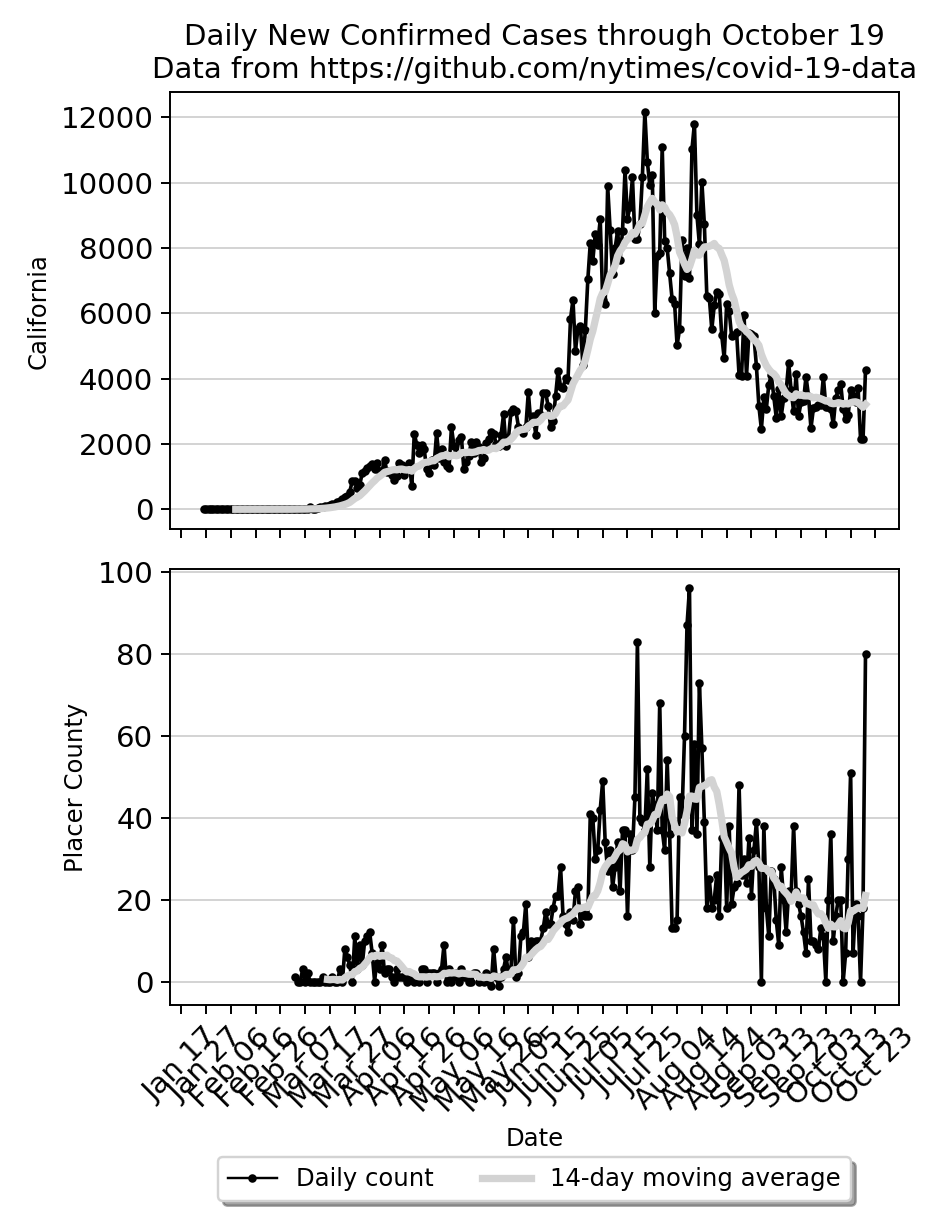 Daily New Confirmed Cases through October 19
Data from https://github.com/nytimes/covid-19-data
12000
10000
8000
6000
4000
2000
0
California
100
80
60
40
20
0
Placer County
Jan 17
Jan 27
Feb 06
Feb 16
Feb 26
Mar 07
Mar 17
Mar 27
Apr 06
Apr 16
Apr 26
May 06
May 16
May 26
Jun 05
Jun 15
Jun 25
Jul 05
Jul 15
Jul 25
Aug 04
Aug 14
Aug 24
Sep 03
Sep 13
Sep 23
Oct 03
Oct 13
Oct 23
Date
Daily count
14-day moving average